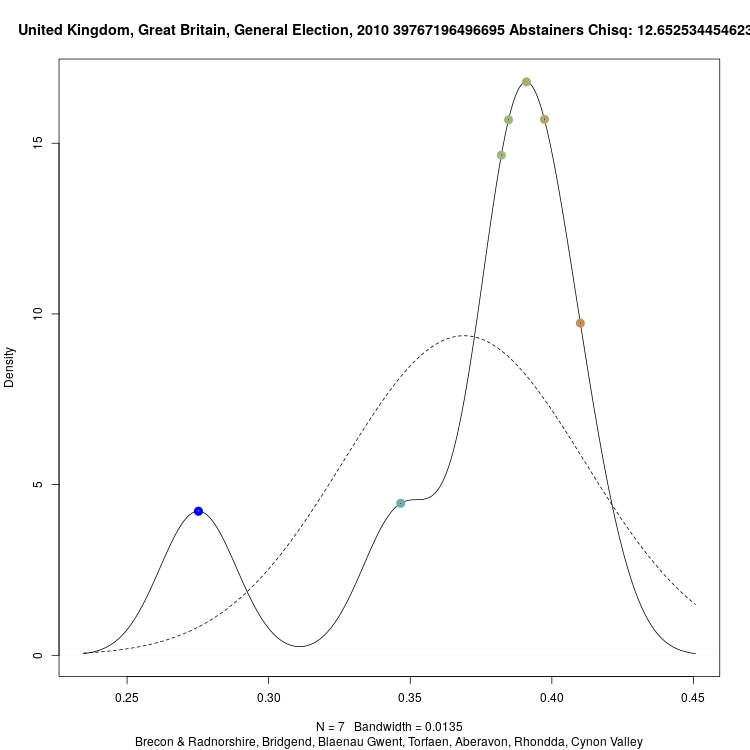 United Kingdom, Great Britain, General Election, 2010 39767196496695 Abstainers Chisq: 12.652534454623
Density
15
10
5
0
0.25 0.30 0.35 0.40 0.45
N = 7 Bandwidth = 0.0135
Brecon & Radnorshire, Bridgend, Blaenau Gwent, Torfaen, Aberavon, Rhondda, Cynon Valley